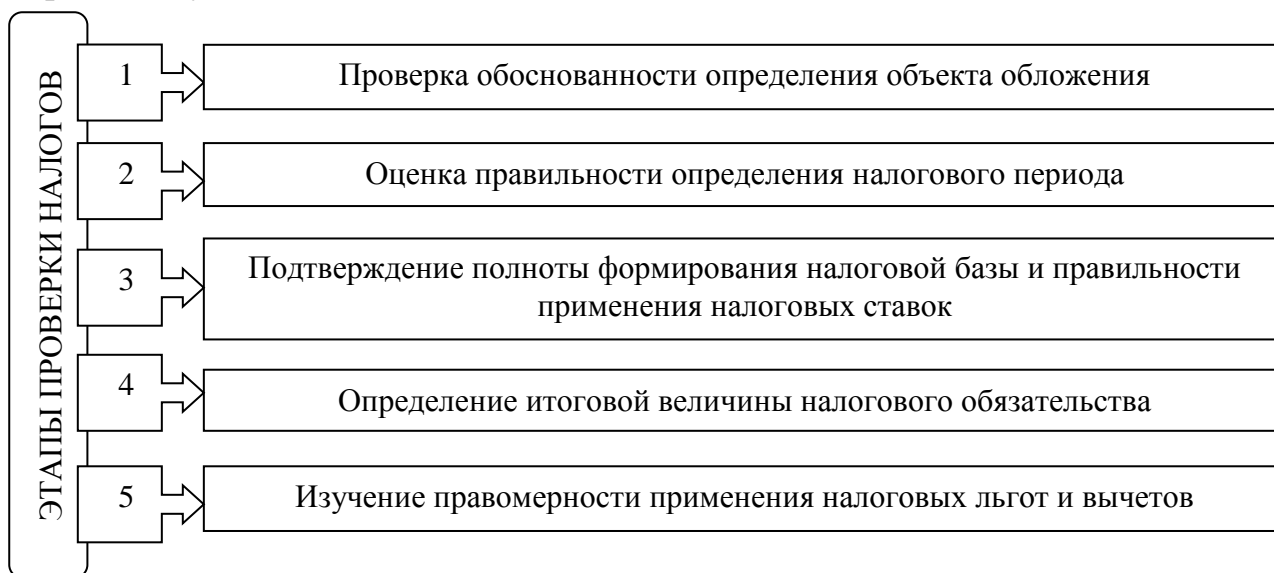 ЭТАПЫ ПРОВЕРКИ НАЛОГОВ
1
Проверка обоснованности определения объекта обложения
2
Оценка правильности определения налогового периода
3
Подтверждение полноты формирования налоговой базы и правильности
применения налоговых ставок
4
Определение итоговой величины налогового обязательства
5
Изучение правомерности применения налоговых льгот и вычетов